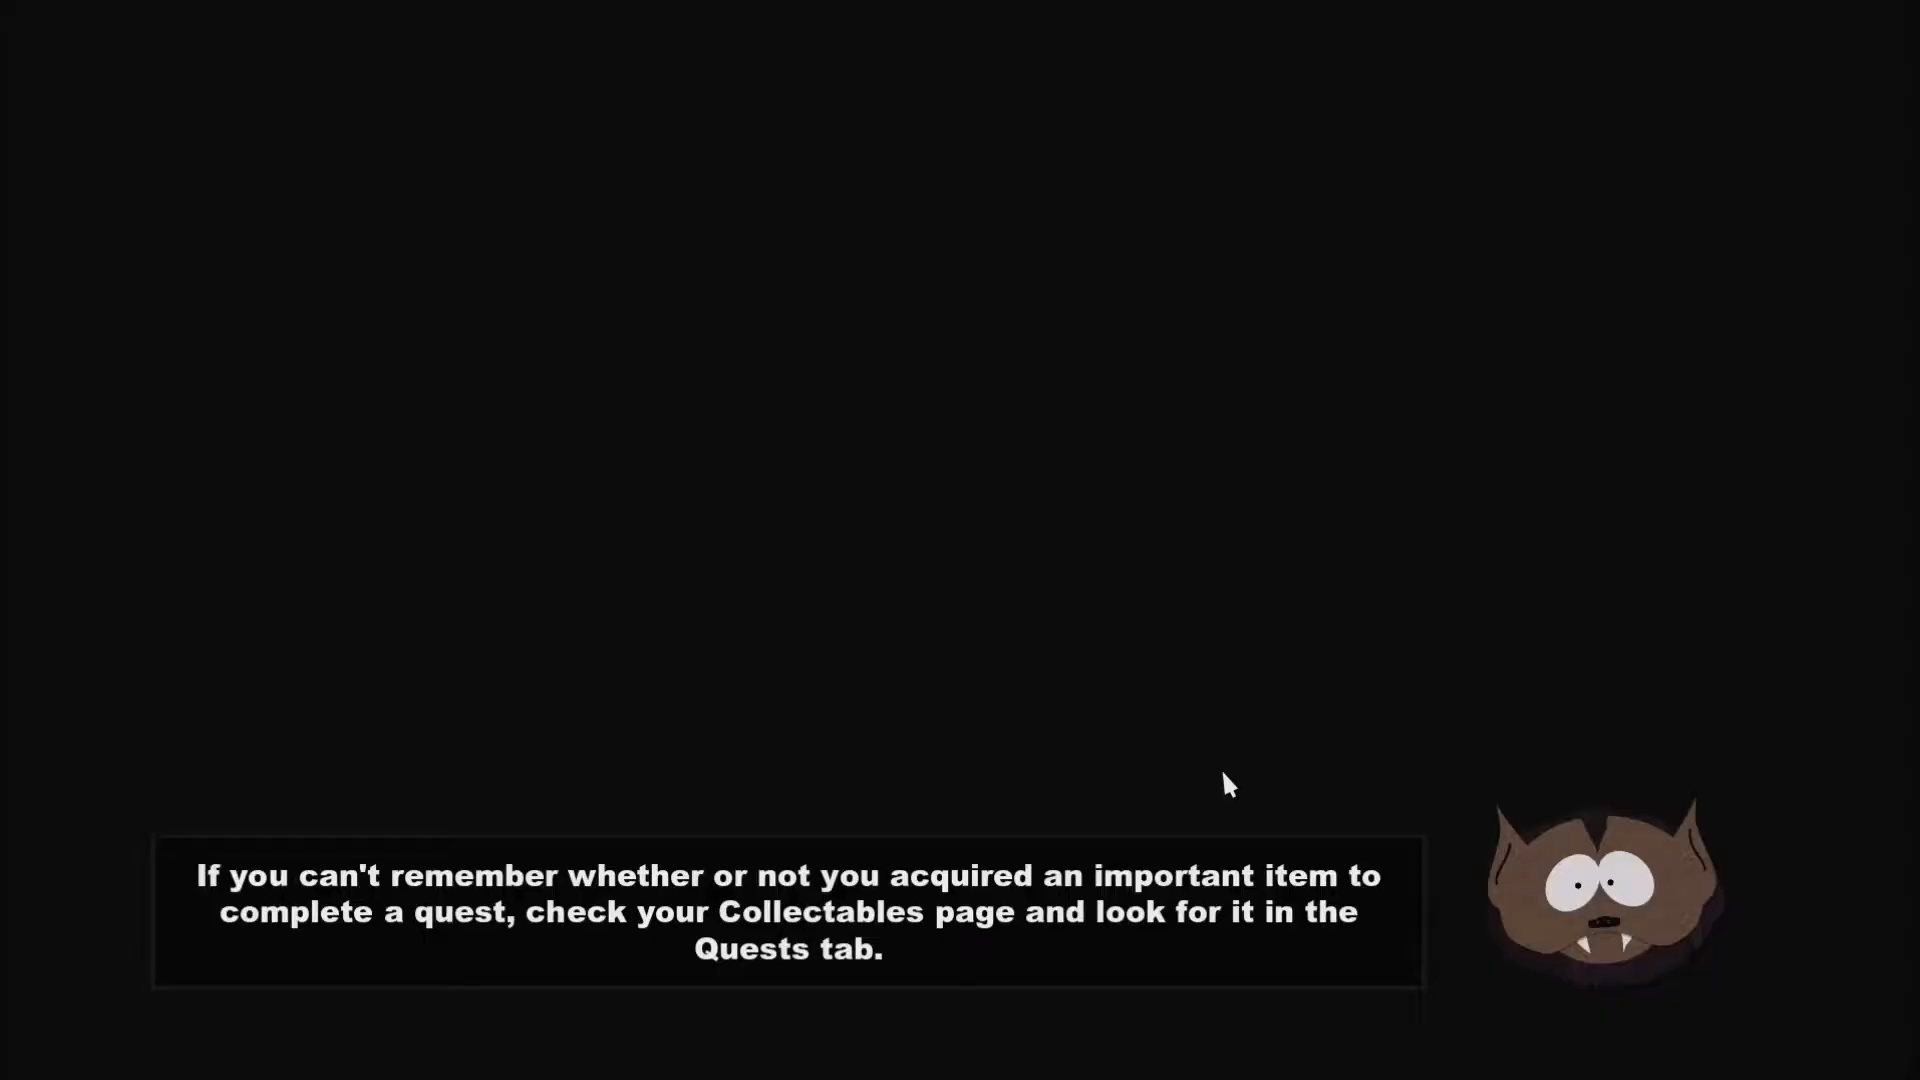 If you can't remember whether or not you acquired an important item to
complete a quest, check your Collectables page and look for it in the
Quests tab.